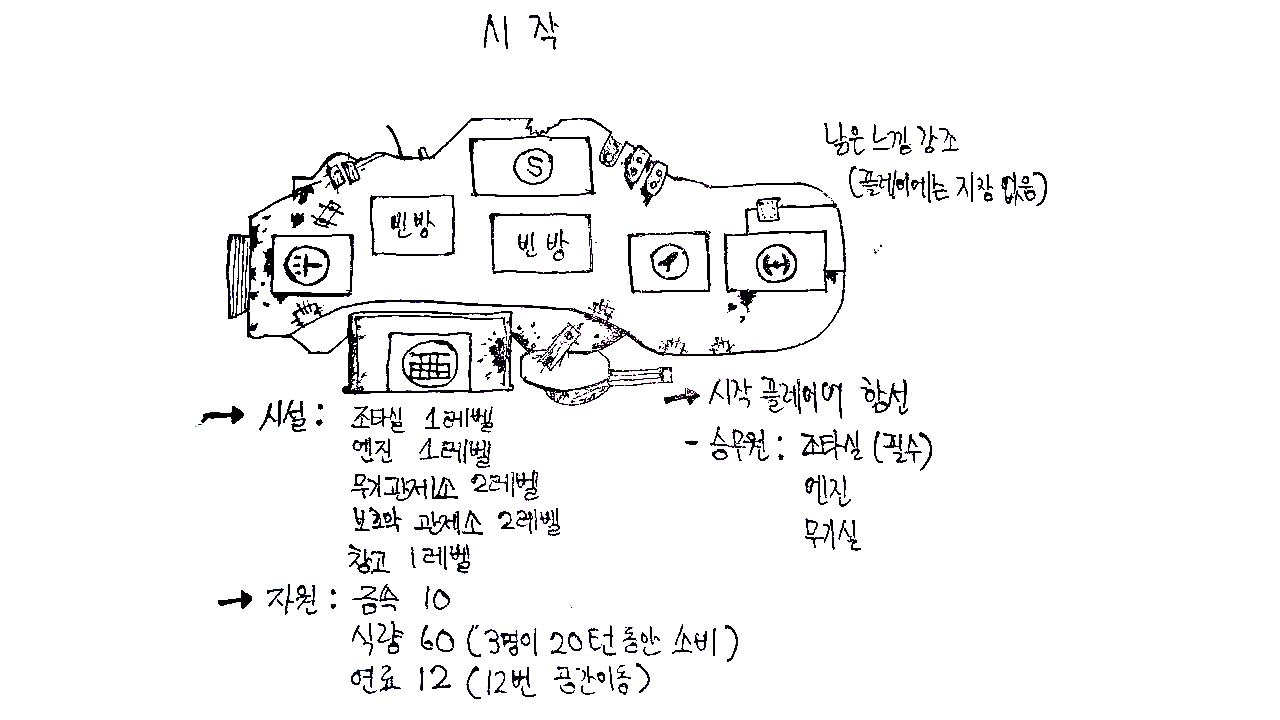 시작
낡은 느낌 강조
(플레이에는 지장 없음)
S
빈방
빈방
→ 시작 플레이어 함선
- 승무원 : 조타실 (필수)
엔진
무기실
→ 시설 : 조타실 1레벨
엔진 1레벨
무기관제소 2레벨
보호막 관제소 2레벨
창고 1레벨
→ 자원 : 금속 10
식량 60 (3명이 20턴 동안 소비)
연료 12 (12번 공간이동)